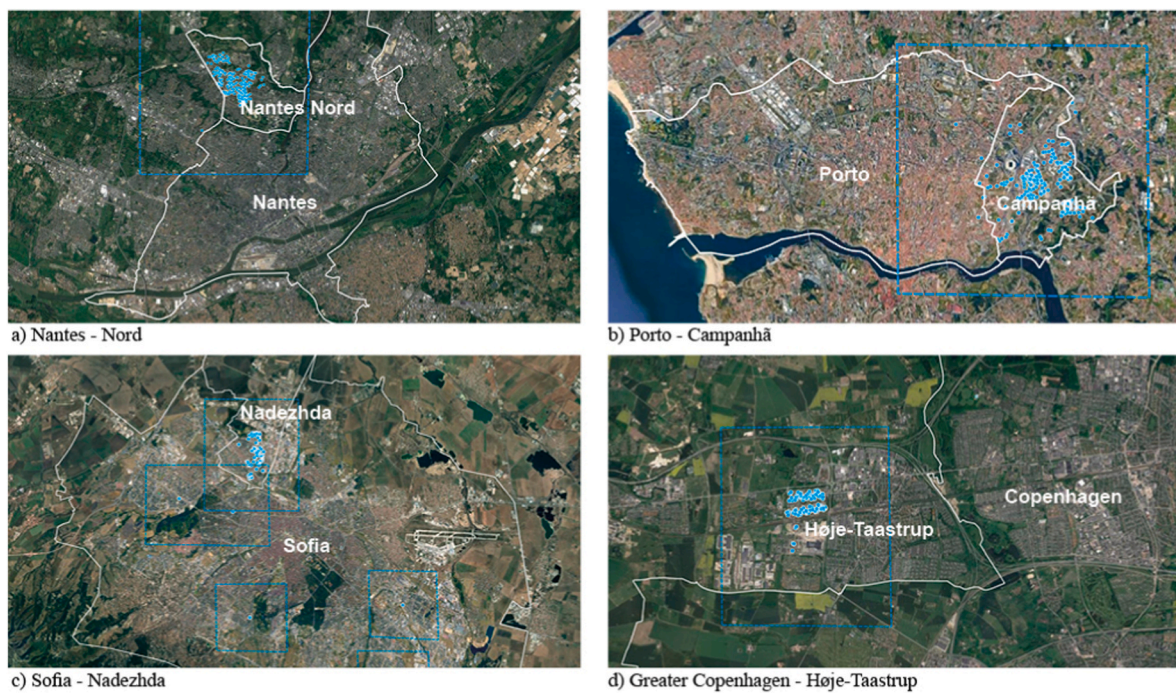 Nantes Nord
Nantes
a) Nantes - Nord
Porto
Campanhã
b) Porto - Campanhã
Nadezhda
Sofia
c) Sofia - Nadezhda
Copenhagen
Høje-Taastrup
d) Greater Copenhagen - Høje-Taastrup